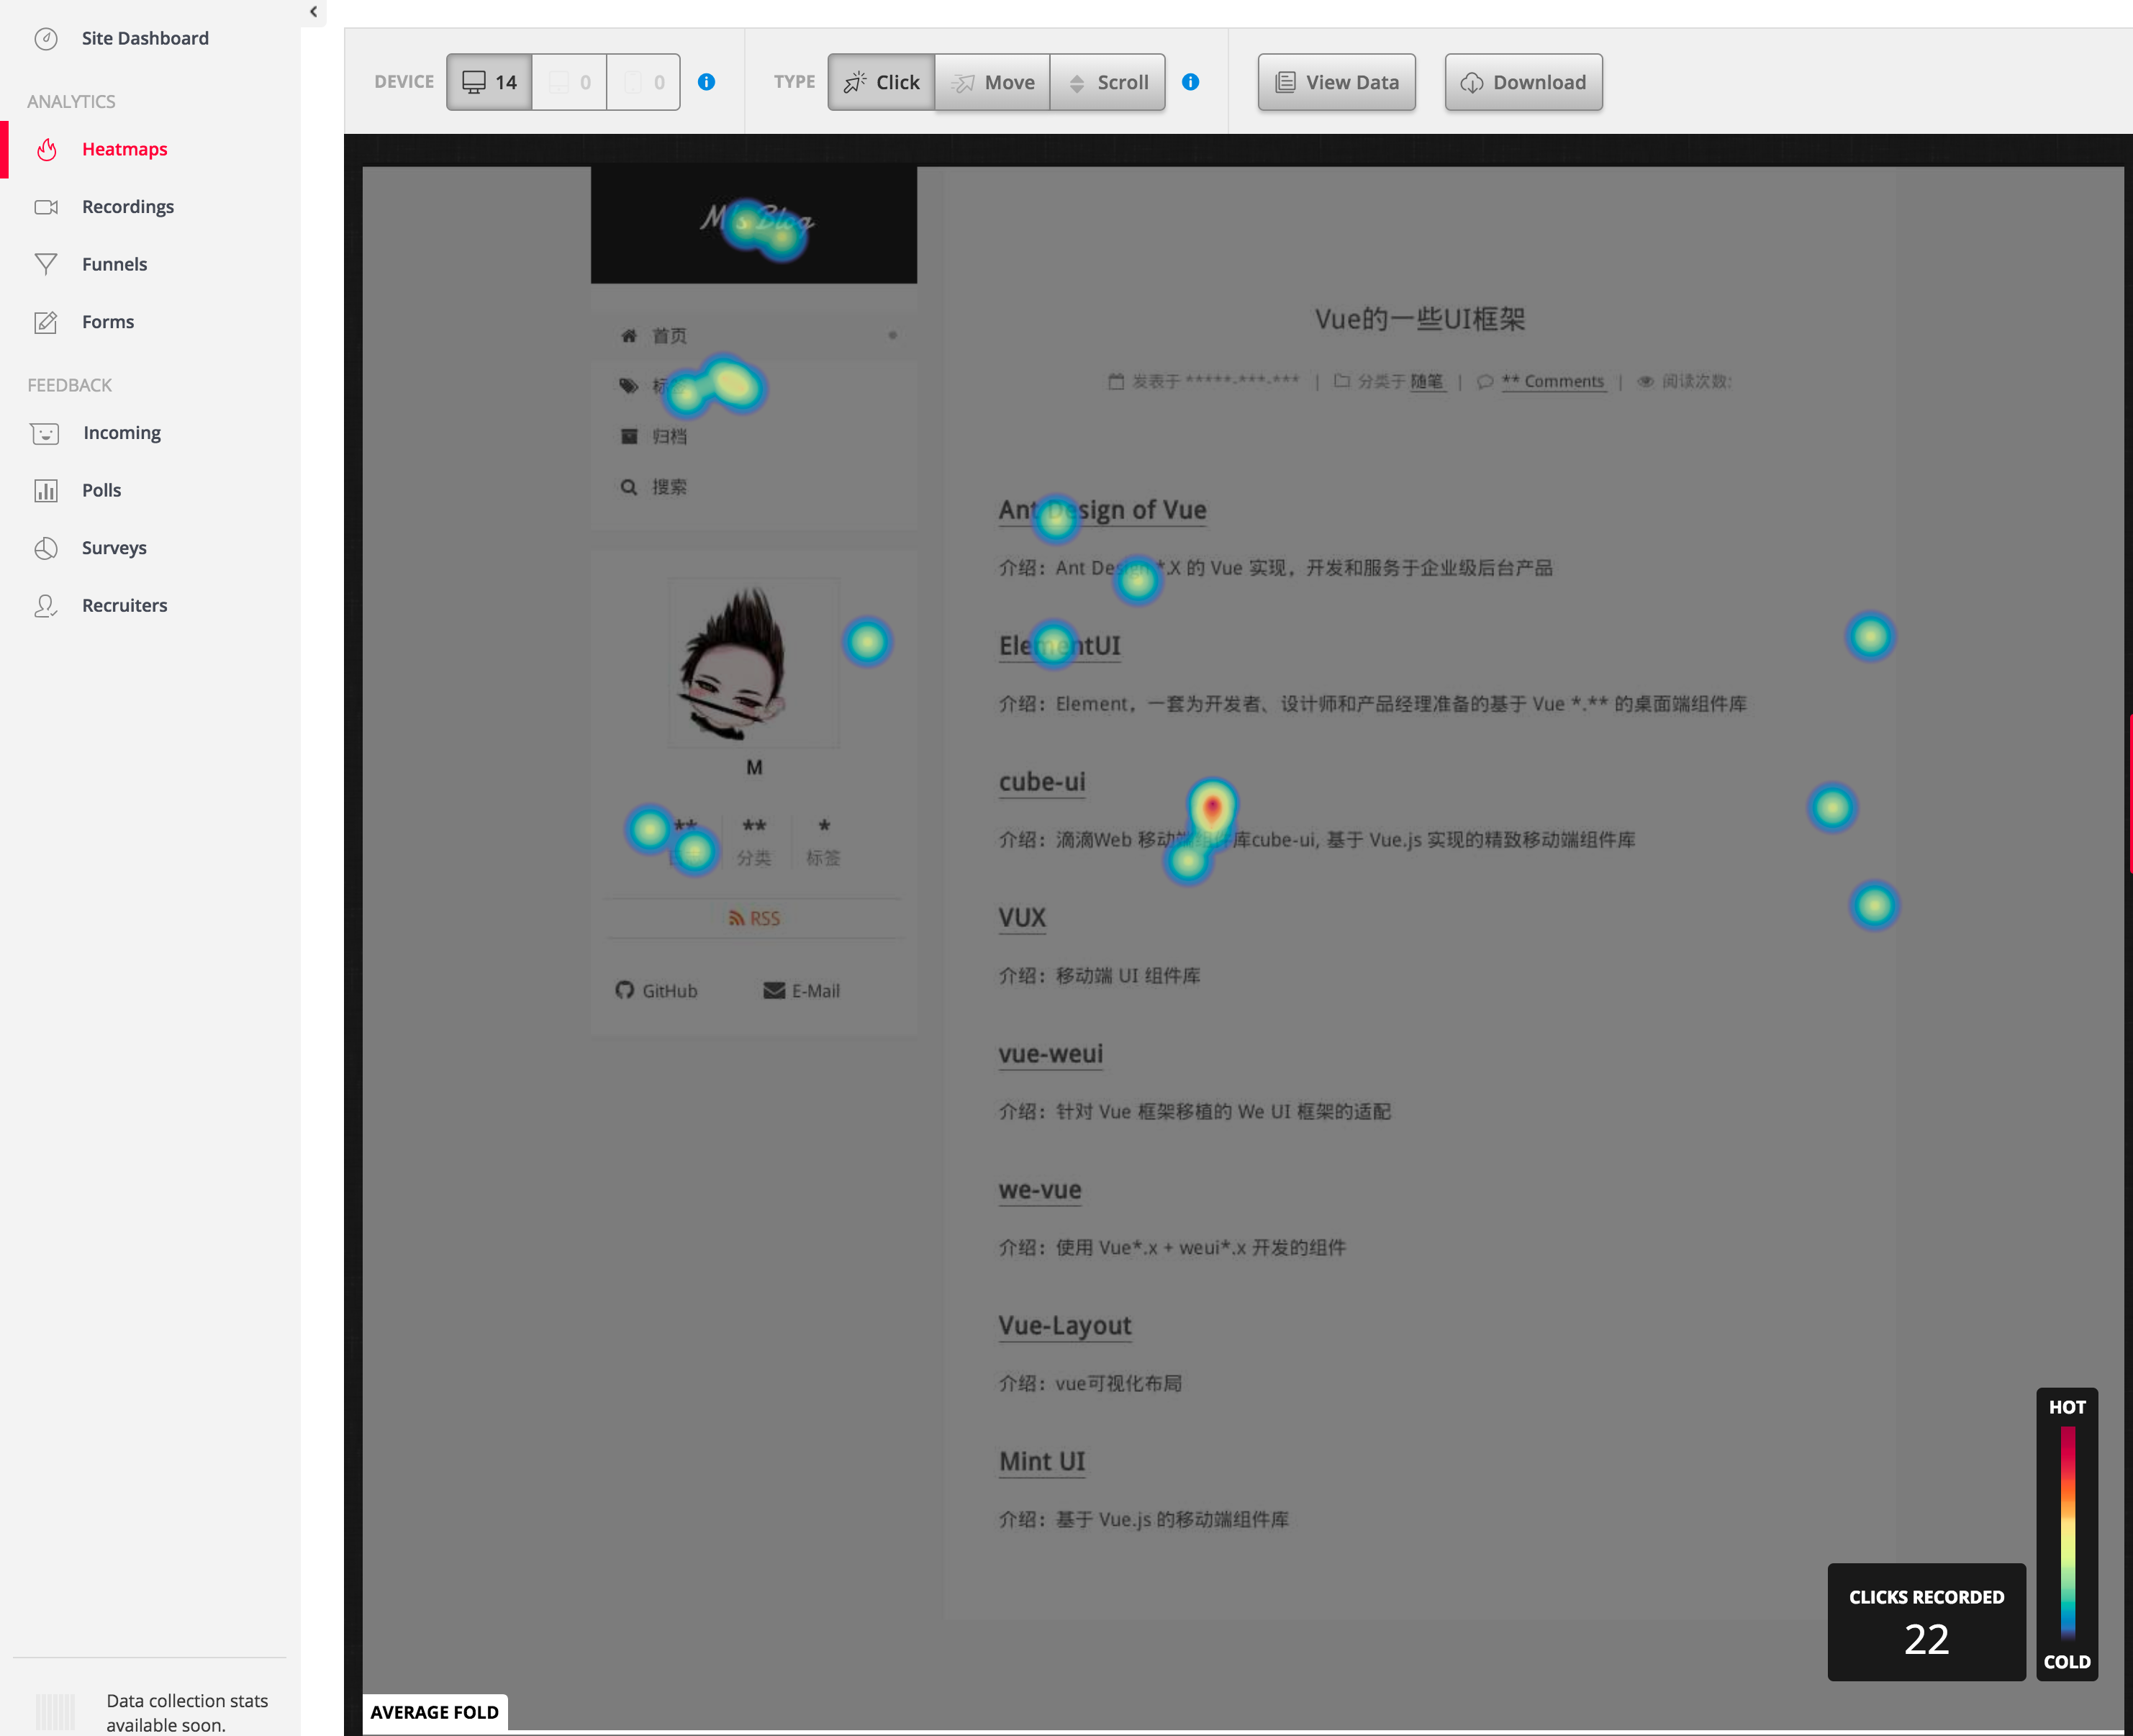 Site Dashboard
ANALYTICS
Heatmaps
Recordings
Funnels
Forms
FEEDBACK
Incoming
Polls
Surveys
Recruiters
Data collection stats
available soon.
DEVICE 14 0 0
TYPE Click Move Scroll
View Data Download
M's Blog
首页
标签
归档
搜索
M
** ** *
分类 标签
RSS
GitHub E-Mail
Vue的一些UI框架
发表于 *****-***-*** | 分类于 随笔 | ** Comments | 阅读次数:
Ant Design of Vue
介绍：Ant Design *.X 的 Vue 实现，开发和服务于企业级后台产品
ElementUI
介绍：Element，一套为开发者、设计师和产品经理准备的基于 Vue *.** 的桌面端组件库
cube-ui
介绍：滴滴Web 移动端组件库cube-ui, 基于 Vue.js 实现的精致移动端组件库
VUX
介绍：移动端 UI 组件库
vue-weui
介绍：针对 Vue 框架移植的 We UI 框架的适配
we-vue
介绍：使用 Vue*.x + weui*.x 开发的组件
Vue-Layout
介绍：vue可视化布局
Mint UI
介绍：基于 Vue.js 的移动端组件库
HOT
COLD
CLICKS RECORDED
22
AVERAGE FOLD